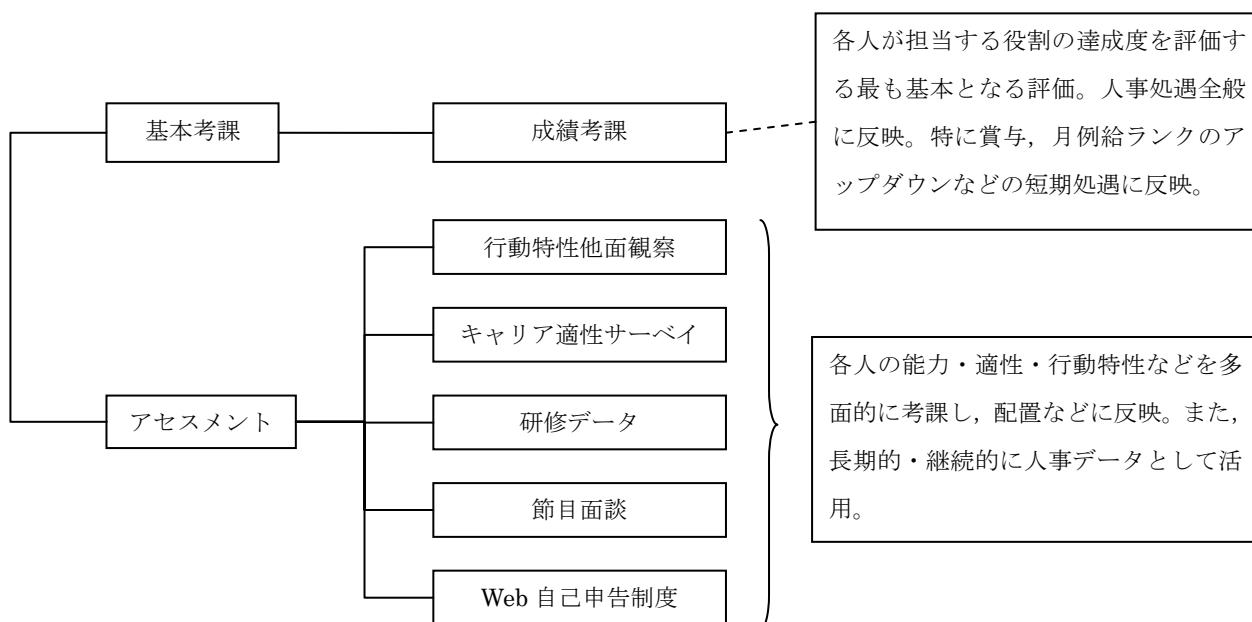 各人が担当する役割の達成度を評価す
る最も基本となる評価。人事処遇全般
に反映。特に賞与，月例給ランクのア
ップダウンなどの短期処遇に反映。
基本考課
成績考課
行動特性他面観察
キャリア適性サーベイ
アセスメント
研修データ
節目面談
Web 自己申告制度
各人の能力・適性・行動特性などを多
面的に考課し，配置などに反映。また，
長期的・継続的に人事データとして活
用。